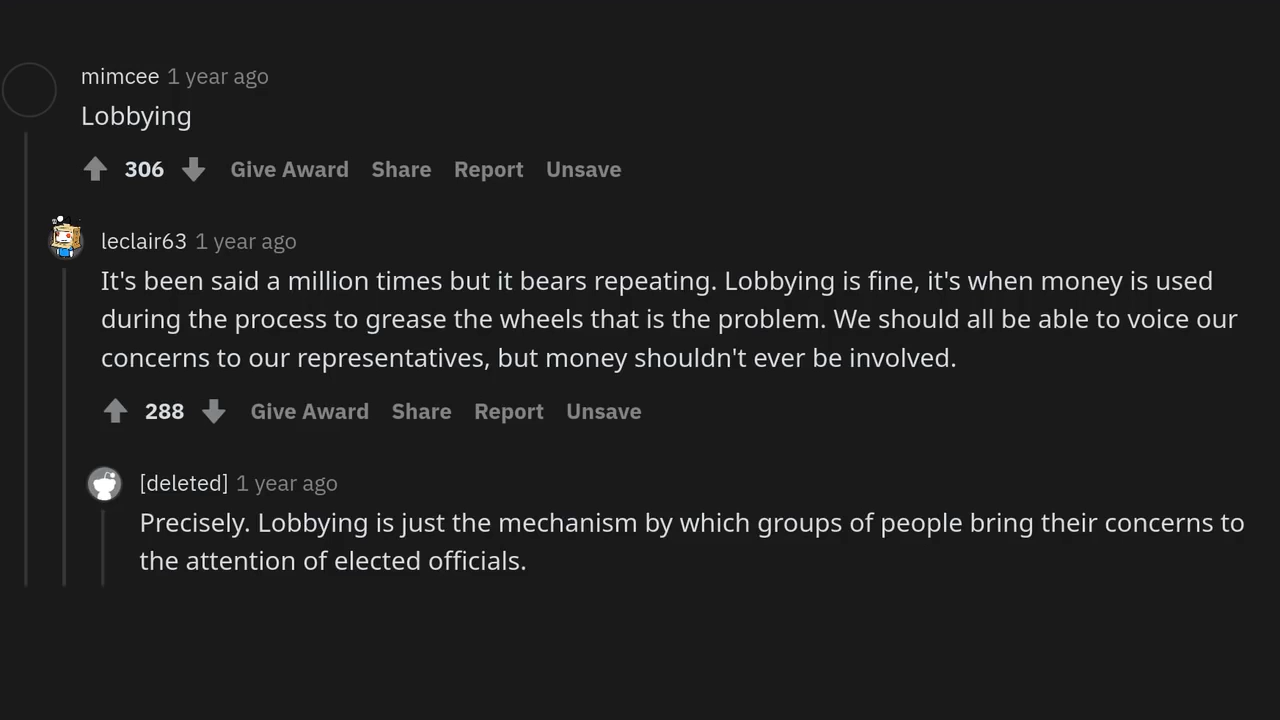 mimcee 1 year ago
Lobbying
306 Give Award Share Report Unsave
leclair63 1 year ago
It's been said a million times but it bears repeating. Lobbying is fine, it's when money is used
during the process to grease the wheels that is the problem. We should all be able to voice our
concerns to our representatives, but money shouldn't ever be involved.
288 Give Award Share Report Unsave
[deleted] 1 year ago
Precisely. Lobbying is just the mechanism by which groups of people bring their concerns to
the attention of elected officials.